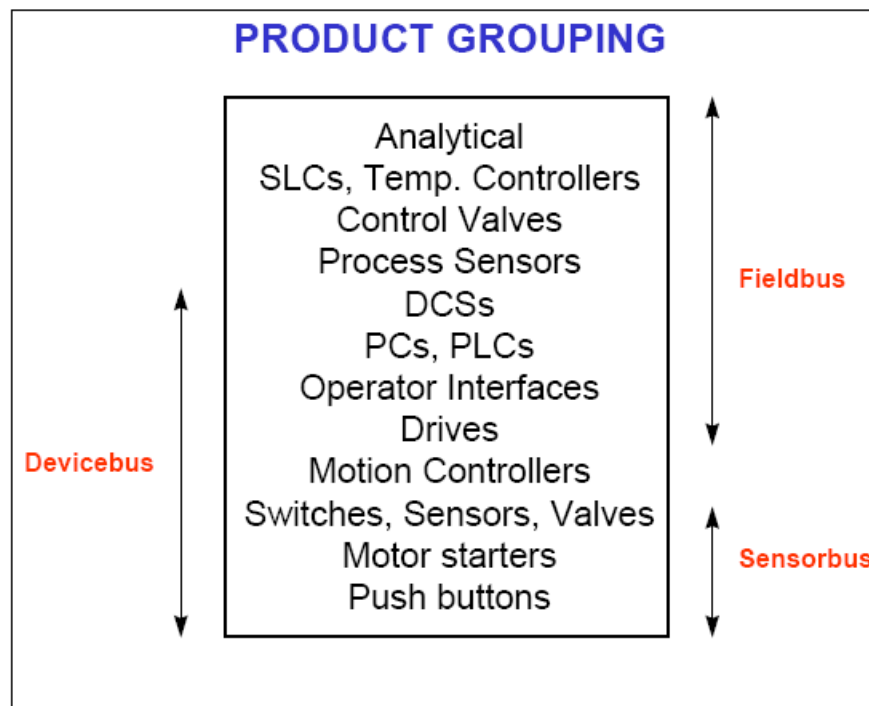 PRODUCT GROUPING
Analytical
SLCs, Temp. Controllers
Control Valves
Process Sensors
DCSs
PCs, PLCs
Operator Interfaces
Drives
Motion Controllers
Switches, Sensors, Valves
Motor starters
Push buttons
Devicebus
Fieldbus
Sensorbus